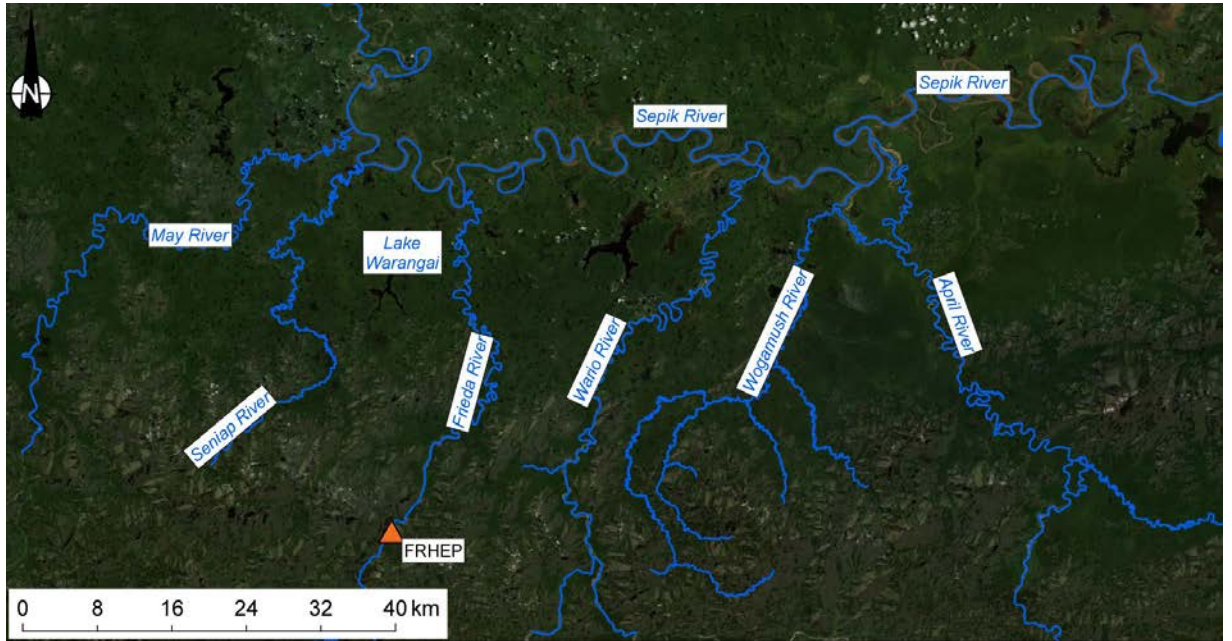 N
Sepik River
Sepik River
May River
Lake
Warangai
Seniap River
Frieda River
Wario River
Wogamush River
April River
FRHEP
0 8 16 24 32 40 km